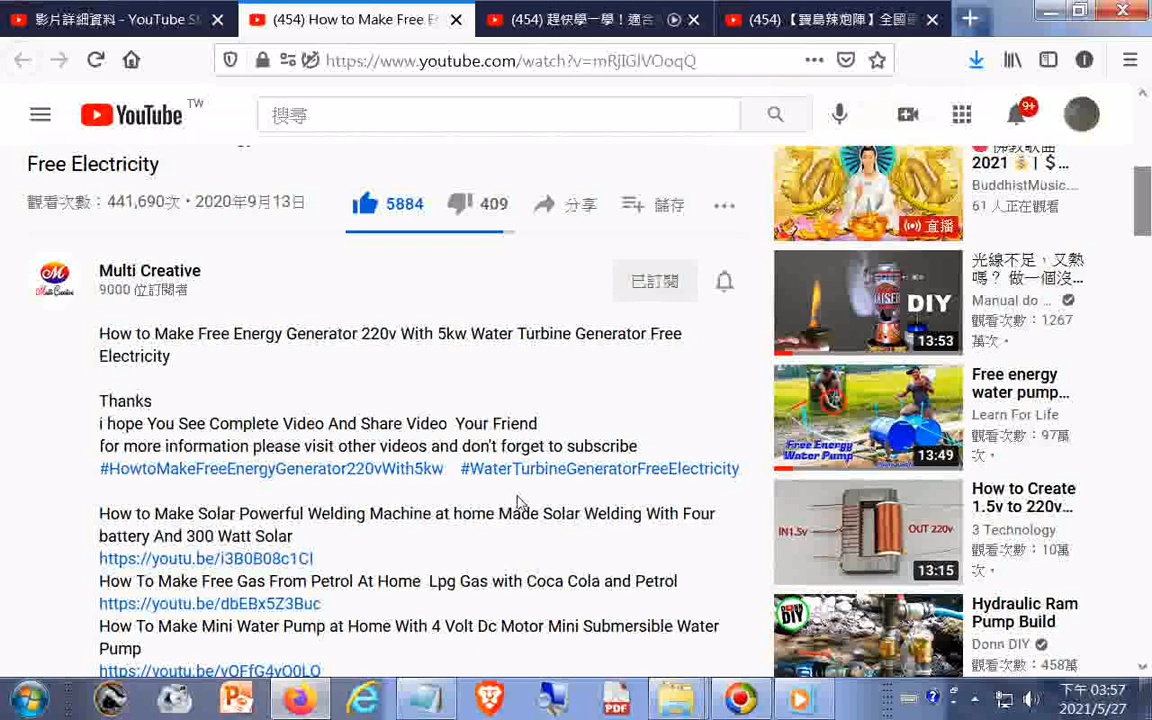 影片詳細資料 - YouTube S
(454) How to Make Free E
(454) 趕快學一學！適合
(454) 【寶島辣炮陣】全國
https://www.youtube.com/watch?v=mRjIGlVOoqQ
YouTube TW
搜尋
9+
Free Electricity
觀看次數：441,690次 • 2020年9月13日
5884
409
分享
儲存
Multi Creative
9000 位訂閱者
已訂閱
How to Make Free Energy Generator 220v With 5kw Water Turbine Generator Free
Electricity
Thanks
i hope You See Complete Video And Share Video  Your Friend
for more information please visit other videos and don't forget to subscribe
#HowtoMakeFreeEnergyGenerator220vWith5kw #WaterTurbineGeneratorFreeElectricity
How to Make Solar Powerful Welding Machine at home Made Solar Welding With Four
battery And 300 Watt Solar
https://youtu.be/i3B0B08c1CI
How To Make Free Gas From Petrol At Home  Lpg Gas with Coca Cola and Petrol
https://youtu.be/dbEBx5Z3Buc
How To Make Mini Water Pump at Home With 4 Volt Dc Motor Mini Submersible Water
Pump
https://youtu.be/yOFfG4vO0LQ
佛教歌曲
2021 💰 | $...
BuddhistMusic...
61 人正在觀看
直播
光線不足，又熱
嗎？ 做一個沒...
Manual do ...
觀看次數：1267
萬次 •
DIY
13:53
Free energy
water pump...
Learn For Life
觀看次數：97萬
次 •
Free Energy
Water Pump
13:49
How to Create
1.5v to 220v...
3 Technology
觀看次數：10萬
次 •
IN1.5v
OUT 220v
13:15
Hydraulic Ram
Pump Build
Donn DIY
觀看次數：458萬
DIY
PDF
下午 03:57
2021/5/27